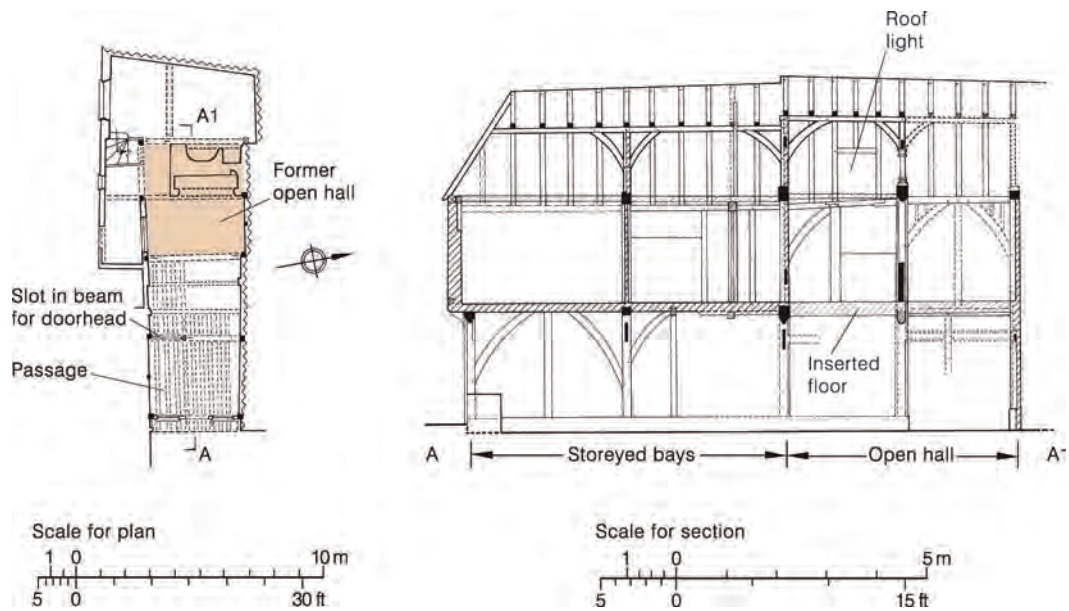 A1
Former
open hall
Slot in beam
for doorhead
Passage
A
Roof
light
Inserted
floor
A
Storeyed bays
Open hall
A1
Scale for plan
1 0 10 m
5 0 30 ft
Scale for section
1 0 5 m
5 0 15 ft